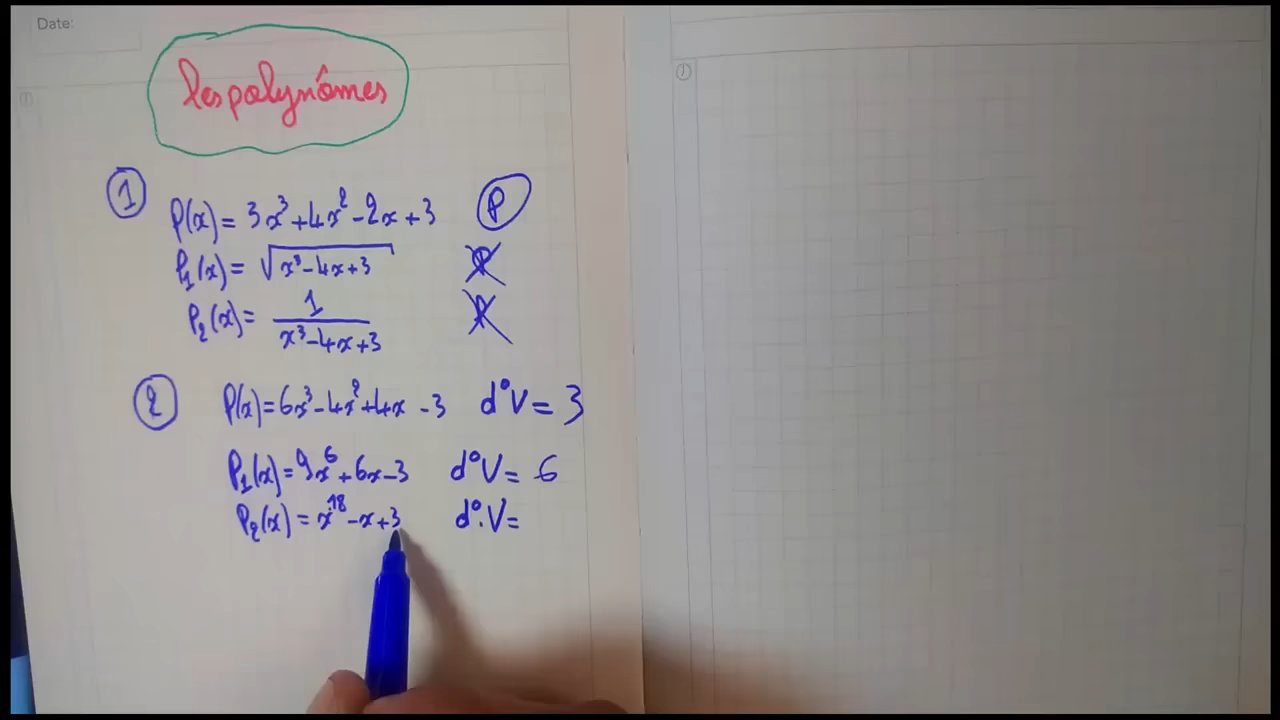 Date:
Les polynômes
1
P(x) = 3x³ + 4x² - 2x + 3 P
P₁(x) = √(x³ - 4x + 3) P
P₂(x) = 1/(x³ - 4x + 3) P
2
P(x) = 6x³ - 4x² + 4x - 3 d°V = 3
P₁(x) = 9x⁶ + 6x - 3 d°V = 6
P₂(x) = x¹⁸ - x + 3 d°.V =